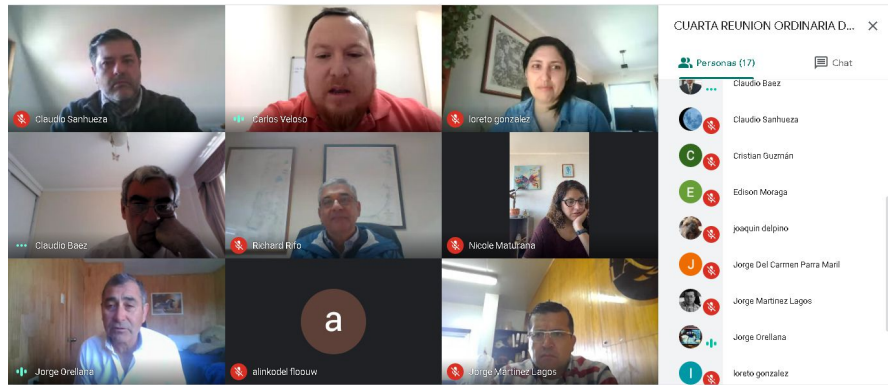 Claudio Sanhueza
Carlos Veloso
loreto gonzalez
Claudio Baez
Richard Rifo
Nicole Maturana
Jorge Orellana
a
alinkodel floouw
Jorge Martinez Lagos
CUARTA REUNION ORDINARIA D...
Personas (17)
Chat
Claudio Baez
Claudio Sanhueza
C
Cristian Guzmán
E
Edison Moraga
joaquin delpino
J
Jorge Del Carmen Parra Maril
Jorge Martinez Lagos
Jorge Orellana
l
loreto gonzalez